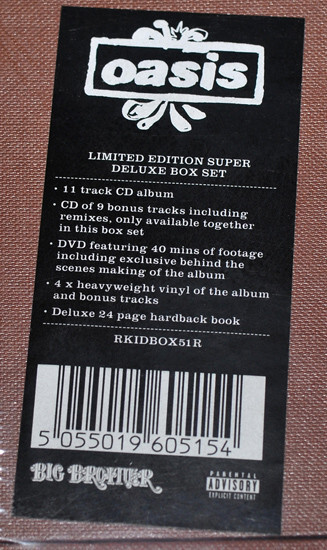 oasis
LIMITED EDITION SUPER
DELUXE BOX SET
· 11 track CD album
· CD of 9 bonus tracks including
remixes, only available together
in this box set
· DVD featuring 40 mins of footage
including exclusive behind the
scenes making of the album
· 4 x heavyweight vinyl of the album
and bonus tracks
· Deluxe 24 page hardback book
RKIDBOX51R
5 055019 605154
BIG BROTHER
PARENTAL
ADVISORY
EXPLICIT CONTENT